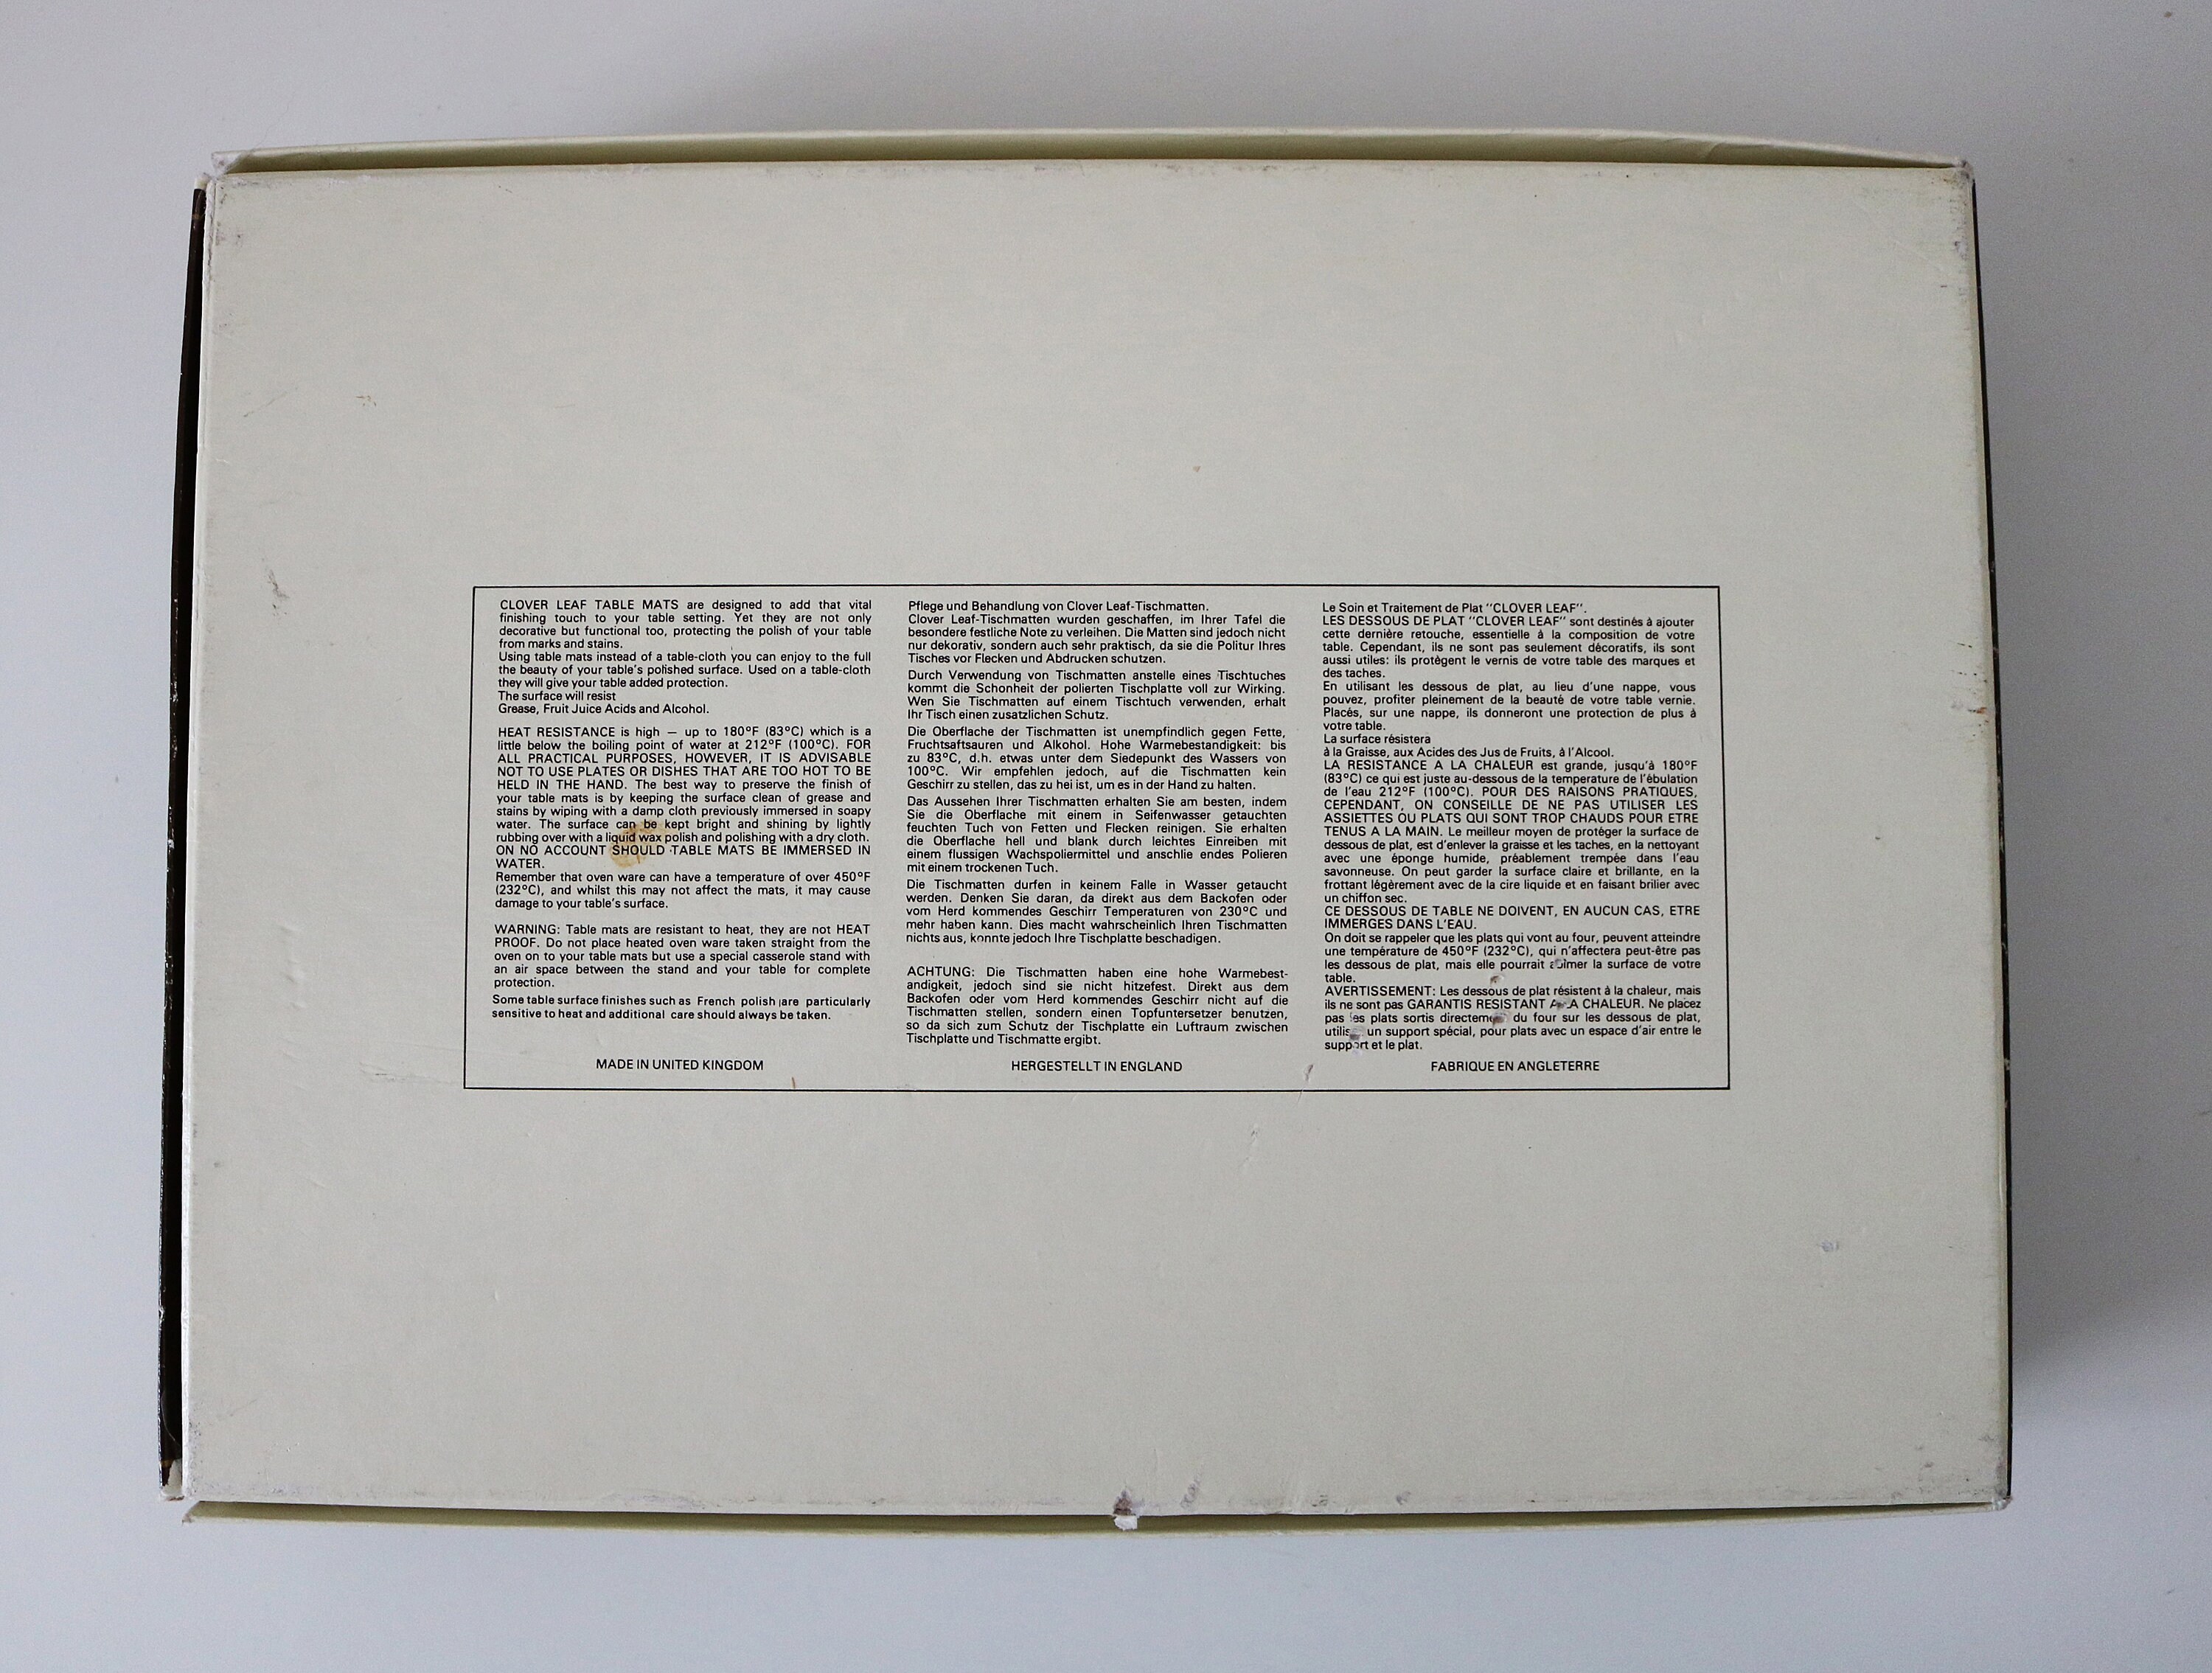 CLOVER LEAF TABLE MATS are designed to add that vital
finishing touch to your table setting. Yet they are not only
decorative but functional too, protecting the polish of your table
from marks and stains.
Using table mats instead of a table-cloth you can enjoy to the full
the beauty of your table's polished surface. Used on a table-cloth
they will give your table added protection.
The surface will resist
Grease, Fruit Juice Acids and Alcohol.
HEAT RESISTANCE is high — up to 180°F (83°C) which is a
little below the boiling point of water at 212°F (100°C). FOR
ALL PRACTICAL PURPOSES, HOWEVER, IT IS ADVISABLE
NOT TO USE PLATES OR DISHES THAT ARE TOO HOT TO BE
HELD IN THE HAND. The best way to preserve the finish of
your table mats is by keeping the surface clean of grease and
stains by wiping with a damp cloth previously immersed in soapy
water. The surface can be kept bright and shining by lightly
rubbing over with a liquid wax polish and polishing with a dry cloth.
ON NO ACCOUNT SHOULD TABLE MATS BE IMMERSED IN
WATER.
Remember that oven ware can have a temperature of over 450°F
(232°C), and whilst this may not affect the mats, it may cause
damage to your table's surface.
WARNING: Table mats are resistant to heat, they are not HEAT
PROOF. Do not place heated oven ware taken straight from the
oven on to your table mats but use a special casserole stand with
an air space between the stand and your table for complete
protection.
Some table surface finishes such as French polish are particularly
sensitive to heat and additional care should always be taken.
MADE IN UNITED KINGDOM
Pflege und Behandlung von Clover Leaf-Tischmatten.
Clover Leaf-Tischmatten wurden geschaffen, im Ihrer Tafel die
besondere festliche Note zu verleihen. Die Matten sind jedoch nicht
nur dekorativ, sondern auch sehr praktisch, da sie die Politur Ihres
Tisches vor Flecken und Abdrucken schutzen.
Durch Verwendung von Tischmatten anstelle eines Tischtuches
kommt die Schonheit der polierten Tischplatte voll zur Wirking.
Wen Sie Tischmatten auf einem Tischtuch verwenden, erhalt
Ihr Tisch einen zusatzlichen Schutz.
Die Oberflache der Tischmatten ist unempfindlich gegen Fette,
Fruchtsaftsauren und Alkohol. Hohe Warmebestandigkeit: bis
zu 83°C, d.h. etwas unter dem Siedepunkt des Wassers von
100°C. Wir empfehlen jedoch, auf die Tischmatten kein
Geschirr zu stellen, das zu hei ist, um es in der Hand zu halten.
Das Aussehen Ihrer Tischmatten erhalten Sie am besten, indem
Sie die Oberflache mit einem in Seifenwasser getauchten
feuchten Tuch von Fetten und Flecken reinigen. Sie erhalten
die Oberflache hell und blank durch leichtes Einreiben mit
einem flussigen Wachspoliermittel und anschlie endes Polieren
mit einem trockenen Tuch.
Die Tischmatten durfen in keinem Falle in Wasser getaucht
werden. Denken Sie daran, da direkt aus dem Backofen oder
vom Herd kommendes Geschirr Temperaturen von 230°C und
mehr haben kann. Dies macht wahrscheinlich Ihren Tischmatten
nichts aus, konnte jedoch Ihre Tischplatte beschadigen.
ACHTUNG: Die Tischmatten haben eine hohe Warmebest-
andigkeit, jedoch sind sie nicht hitzefest. Direkt aus dem
Backofen oder vom Herd kommendes Geschirr nicht auf die
Tischmatten stellen, sondern einen Topfuntersetzer benutzen,
so da sich zum Schutz der Tischplatte ein Luftraum zwischen
Tischplatte und Tischmatte ergibt.
HERGESTELLT IN ENGLAND
Le Soin et Traitement de Plat "CLOVER LEAF".
LES DESSOUS DE PLAT "CLOVER LEAF" sont destinés à ajouter
cette dernière retouche, essentielle à la composition de votre
table. Cependant, ils ne sont pas seulement décoratifs, ils sont
aussi utiles: ils protègent le vernis de votre table des marques et
des taches.
En utilisant les dessous de plat, au lieu d'une nappe, vous
pouvez, profiter pleinement de la beauté de votre table vernie.
Placés, sur une nappe, ils donneront une protection de plus à
votre table.
La surface résistera
à la Graisse, aux Acides des Jus de Fruits, à l'Alcool.
LA RESISTANCE A LA CHALEUR est grande, jusqu'à 180°F
(83°C) ce qui est juste au-dessous de la temperature de l'ébulation
de l'eau 212°F (100°C). POUR DES RAISONS PRATIQUES,
CEPENDANT, ON CONSEILLE DE NE PAS UTILISER LES
ASSIETTES OU PLATS QUI SONT TROP CHAUDS POUR ETRE
TENUS A LA MAIN. Le meilleur moyen de protéger la surface de
dessous de plat, est d'enlever la graisse et les taches, en la nettoyant
avec une éponge humide, préablement trempée dans l'eau
savonneuse. On peut garder la surface claire et brillante, en la
frottant légèrement avec de la cire liquide et en faisant brilier avec
un chiffon sec.
CE DESSOUS DE TABLE NE DOIVENT, EN AUCUN CAS, ETRE
IMMERGES DANS L'EAU.
On doit se rappeler que les plats qui vont au four, peuvent atteindre
une température de 450°F (232°C), qui n'affectera peut-être pas
les dessous de plat, mais elle pourrait abîmer la surface de votre
table.
AVERTISSEMENT: Les dessous de plat résistent à la chaleur, mais
ils ne sont pas GARANTIS RESISTANT A LA CHALEUR. Ne placez
pas les plats sortis directement du four sur les dessous de plat,
utilisez un support spécial, pour plats avec un espace d'air entre le
support et le plat.
FABRIQUE EN ANGLETERRE